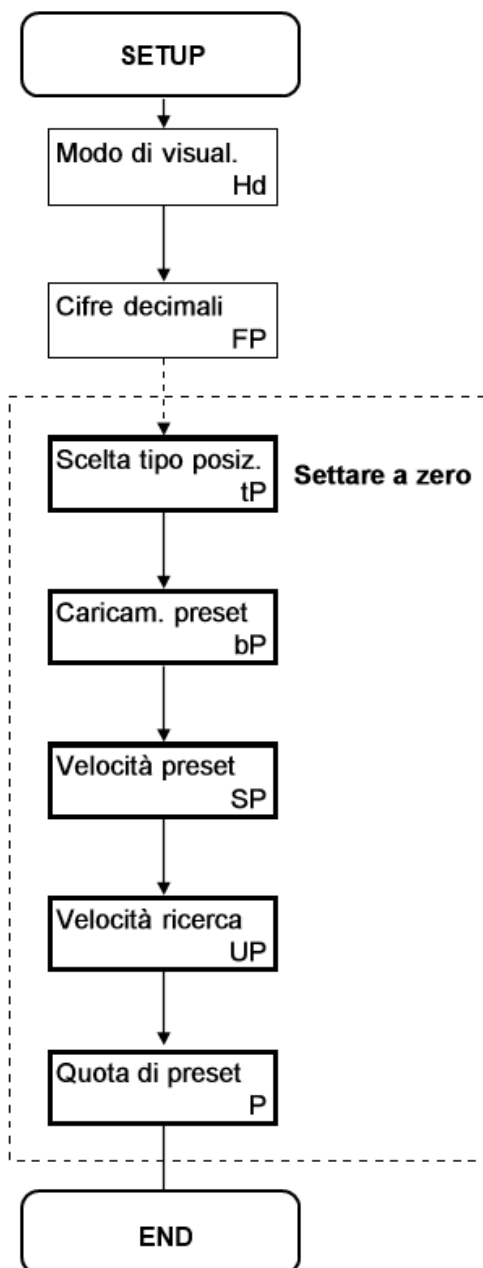 SETUP
Modo di visual.
Hd
Cifre decimali
FP
Scelta tipo posiz.
tP
Settare a zero
Caricam. preset
bP
Velocità preset
SP
Velocità ricerca
UP
Quota di preset
P
END